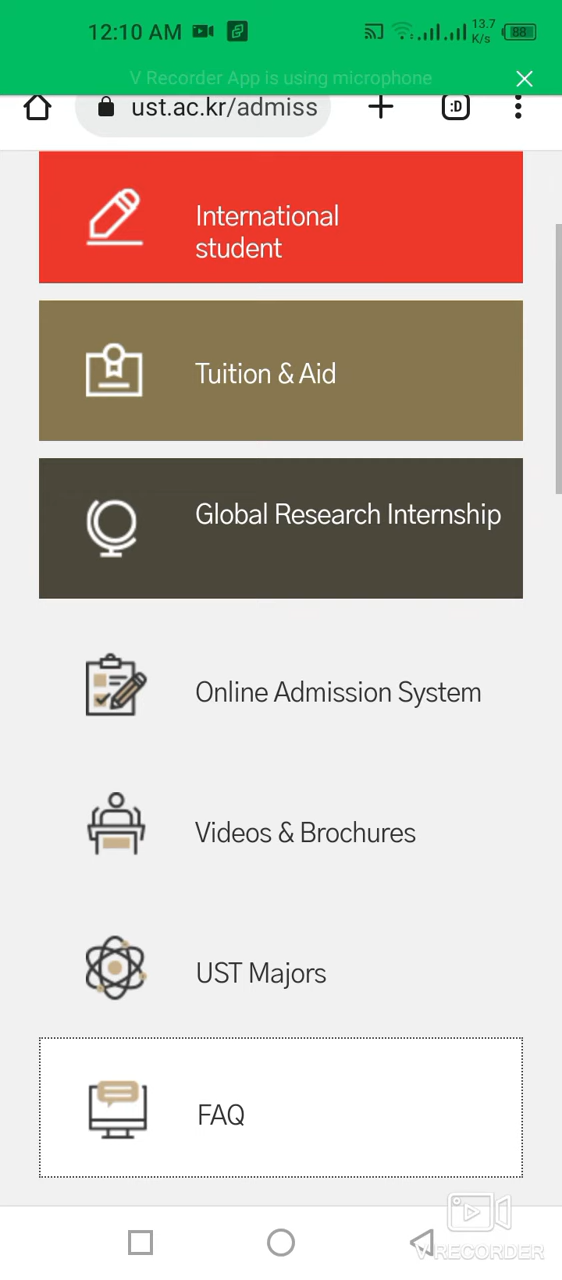 12:10 AM
13.7
K/s
88
V Recorder App is using microphone
ust.ac.kr/admiss
:D
International
student
Tuition & Aid
Global Research Internship
Online Admission System
Videos & Brochures
UST Majors
FAQ
VRECORDER